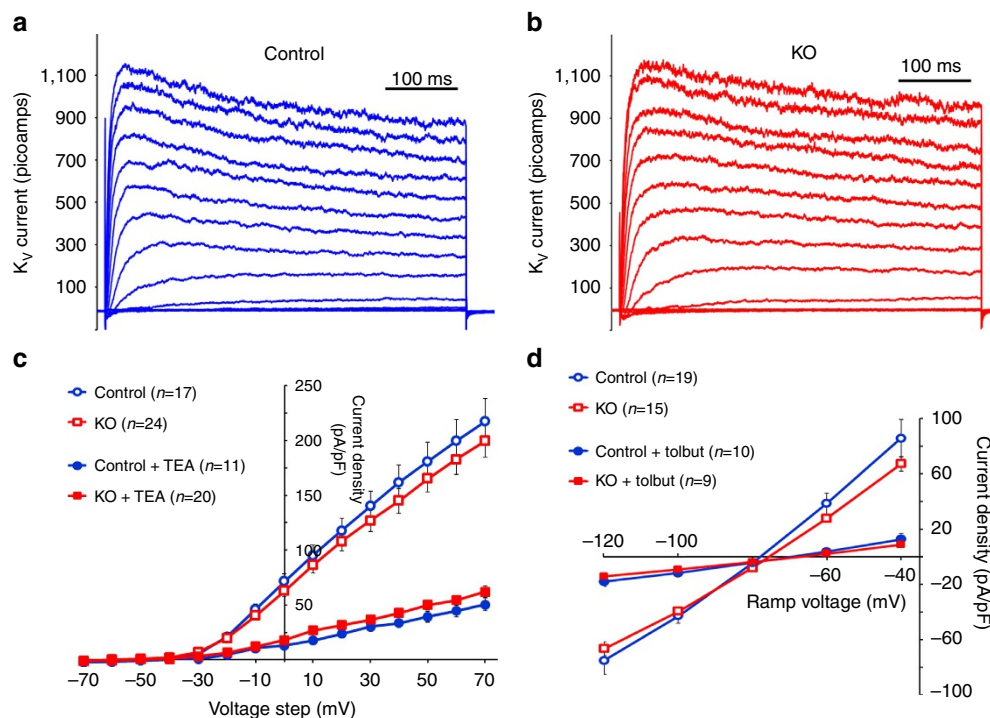 a
Control
100 ms
K_V current (picoamps)
1,100
900
700
500
300
100
b
KO
100 ms
K_V current (picoamps)
1,100
900
700
500
300
100
c
Control (n=17)
KO (n=24)
Control + TEA (n=11)
KO + TEA (n=20)
250
200
150
100
50
Current density
(pA/pF)
−70 −50 −30 −10 10 30 50 70
Voltage step (mV)
d
Control (n=19)
KO (n=15)
Control + tolbut (n=10)
KO + tolbut (n=9)
100
60
20
−20
−60
−100
Current density (pA/pF)
−120 −100 −60 −40
Ramp voltage (mV)